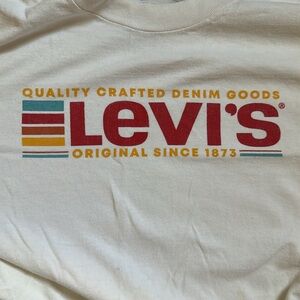 QUALITY CRAFTED DENIM GOODS
LeVI'S®
ORIGINAL SINCE 1873